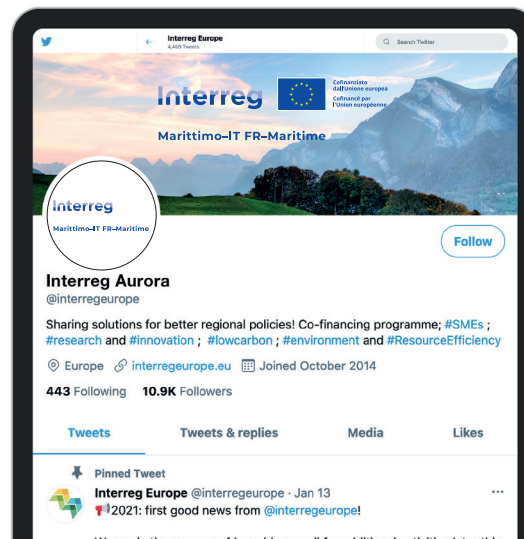 Interreg Europe
4,469 Tweets
Search Twitter
Interreg
Cofinanziato
dall'Unione europea
Cofinancé par
l'Union européenne
Marittimo–IT FR–Maritime
Interreg
Marittimo–IT FR–Maritime
Follow
Interreg Aurora
@interregeurope
Sharing solutions for better regional policies! Co-financing programme; #SMEs ;
#research and #innovation ; #lowcarbon ; #environment and #ResourceEfficiency
Europe interregeurope.eu Joined October 2014
443 Following 10.9K Followers
Tweets Tweets & replies Media Likes
Pinned Tweet
Interreg Europe @interregeurope · Jan 13
2021: first good news from @interregeurope!